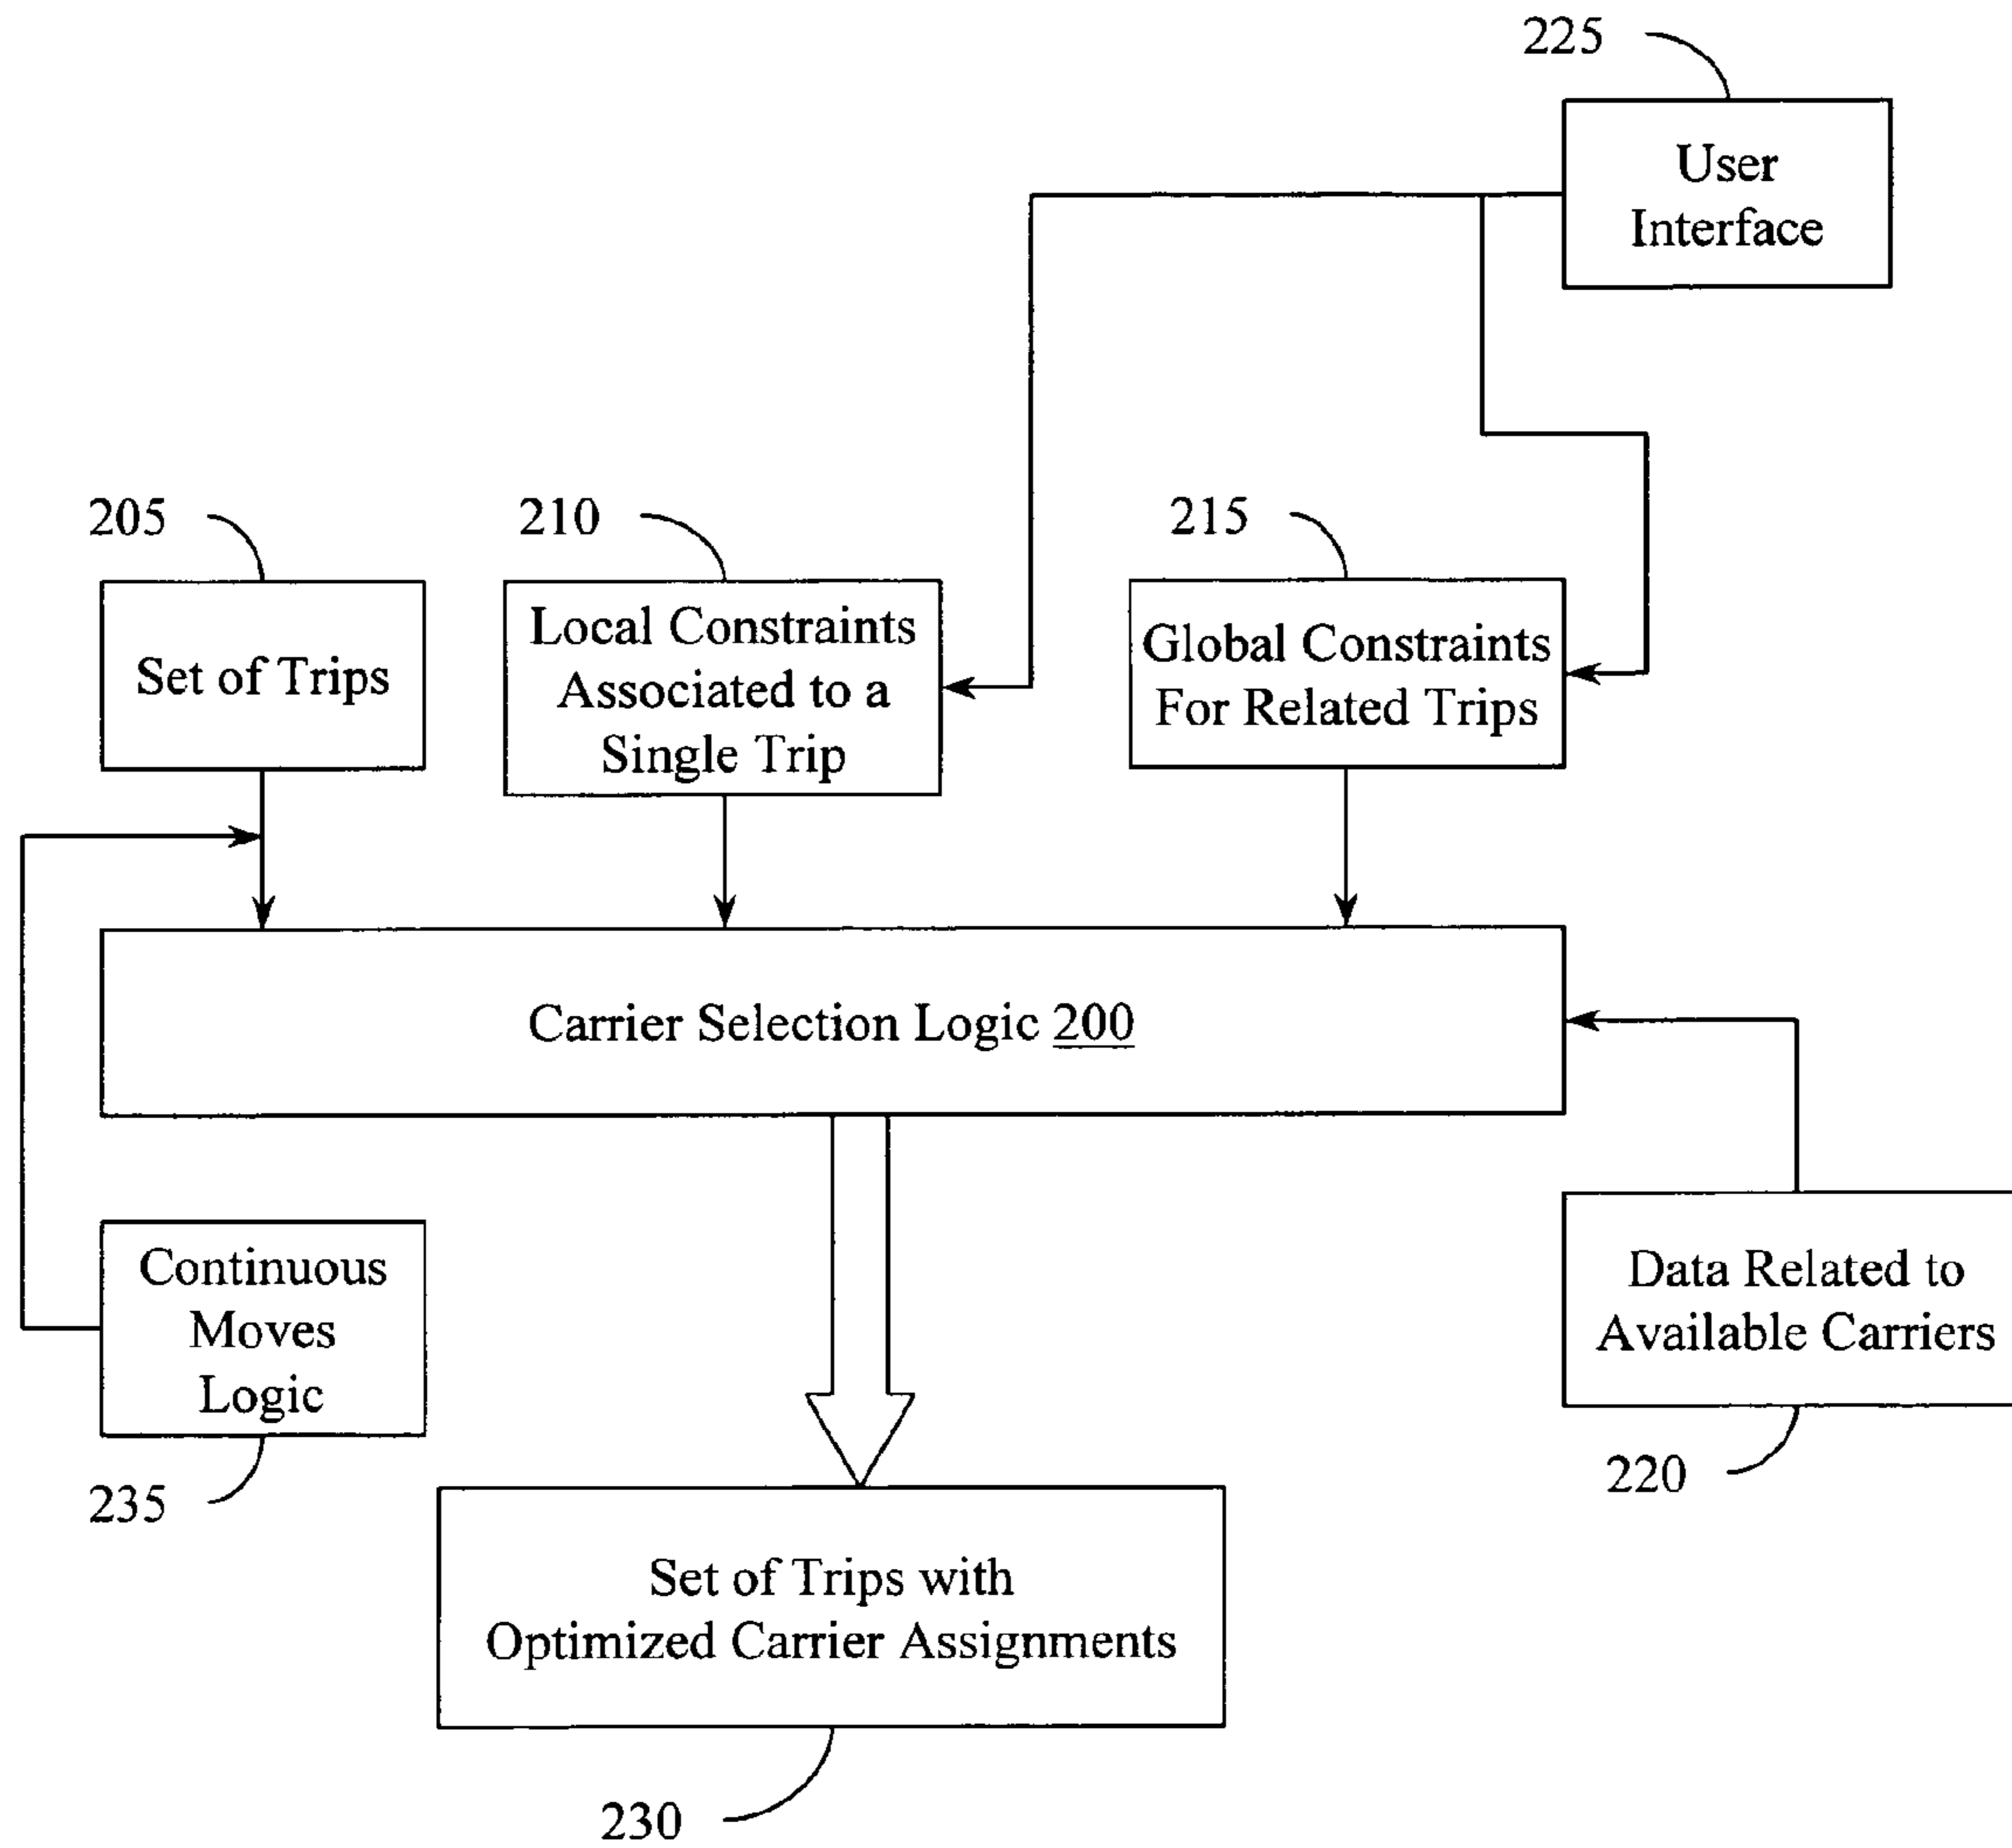 225
User
Interface
205
210
215
Set of Trips
Local Constraints
Associated to a
Single Trip
Global Constraints
For Related Trips
Carrier Selection Logic 200
Continuous
Moves
Logic
Data Related to
Available Carriers
235
220
Set of Trips with
Optimized Carrier Assignments
230